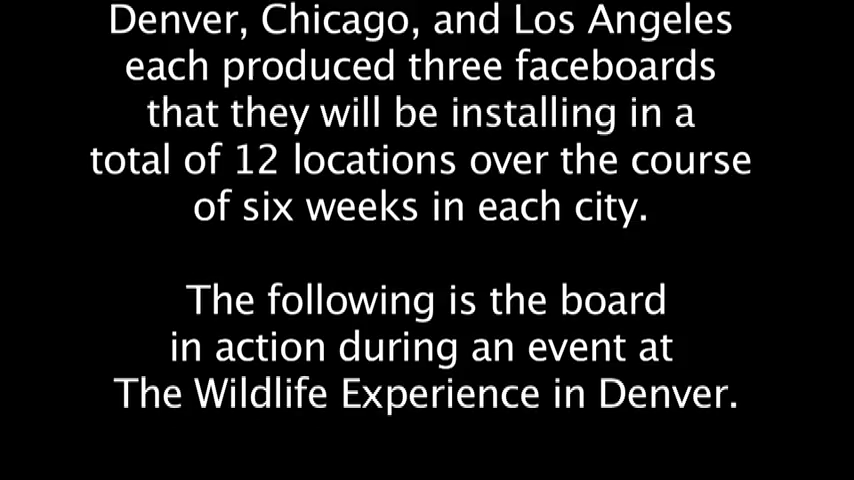 Denver, Chicago, and Los Angeles
each produced three faceboards
that they will be installing in a
total of 12 locations over the course
of six weeks in each city.
The following is the board
in action during an event at
The Wildlife Experience in Denver.